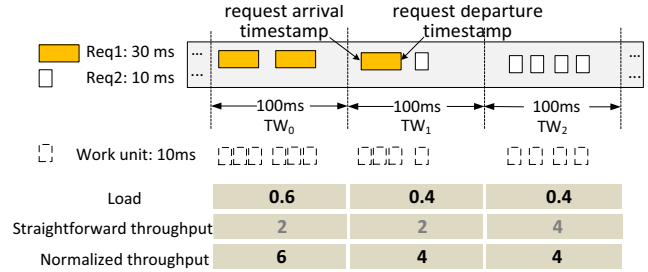 request arrival timestamp
request departure timestamp
Req1: 30 ms
Req2: 10 ms
... ...
... ...
100ms 100ms 100ms
TW0 TW1 TW2
Work unit: 10ms
Load 0.6 0.4 0.4
Straightforward throughput 2 2 4
Normalized throughput 6 4 4